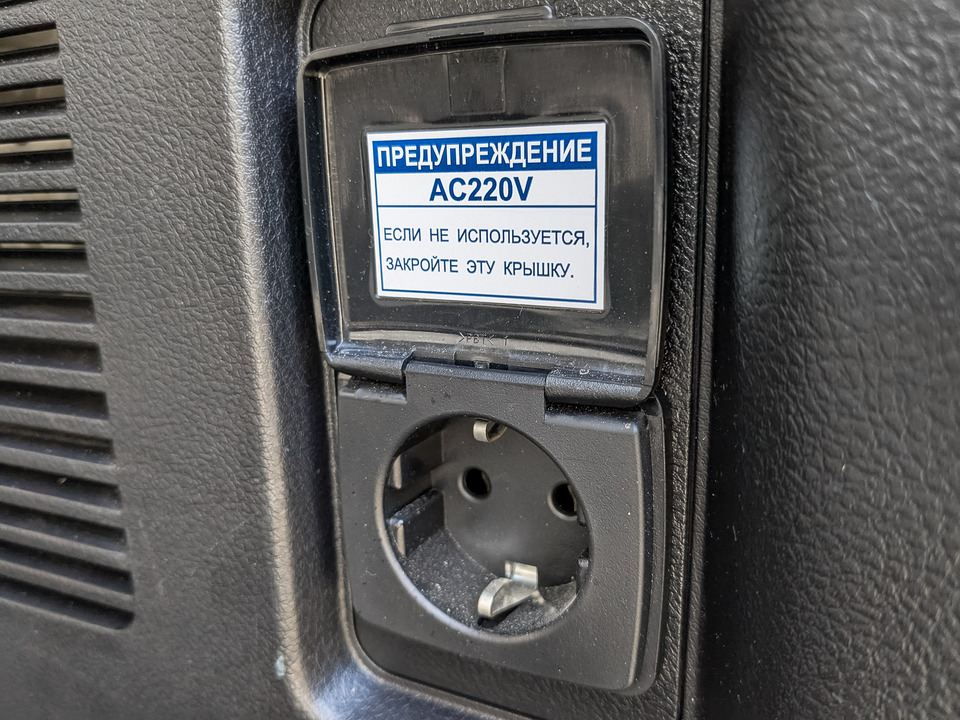 ПРЕДУПРЕЖДЕНИЕ
AC220V
ЕСЛИ НЕ ИСПОЛЬЗУЕТСЯ,
ЗАКРОЙТЕ ЭТУ КРЫШКУ.